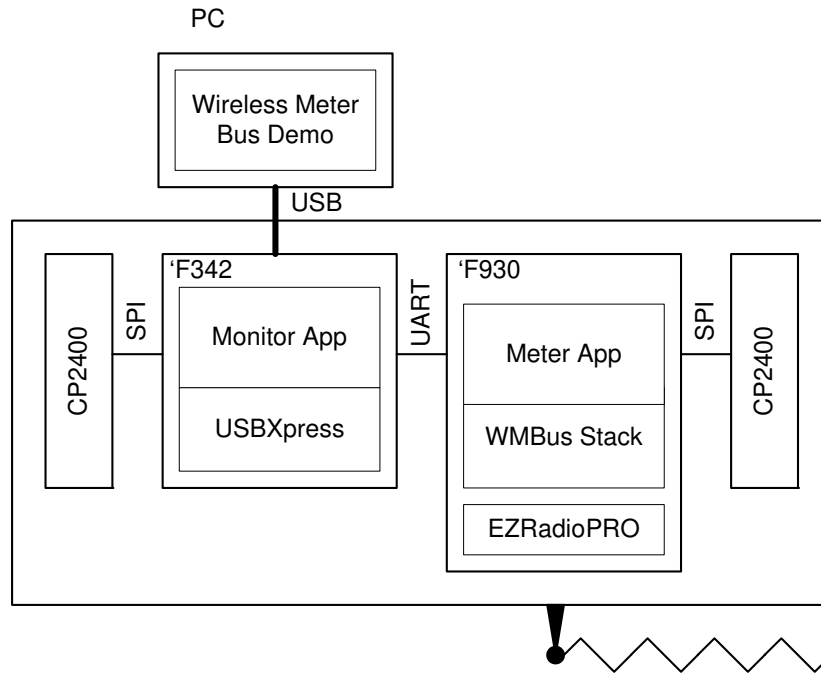 PC
Wireless Meter
Bus Demo
USB
‘F342
‘F930
CP2400
SPI
Monitor App
USBXpress
UART
Meter App
WMBus Stack
EZRadioPRO
SPI
CP2400